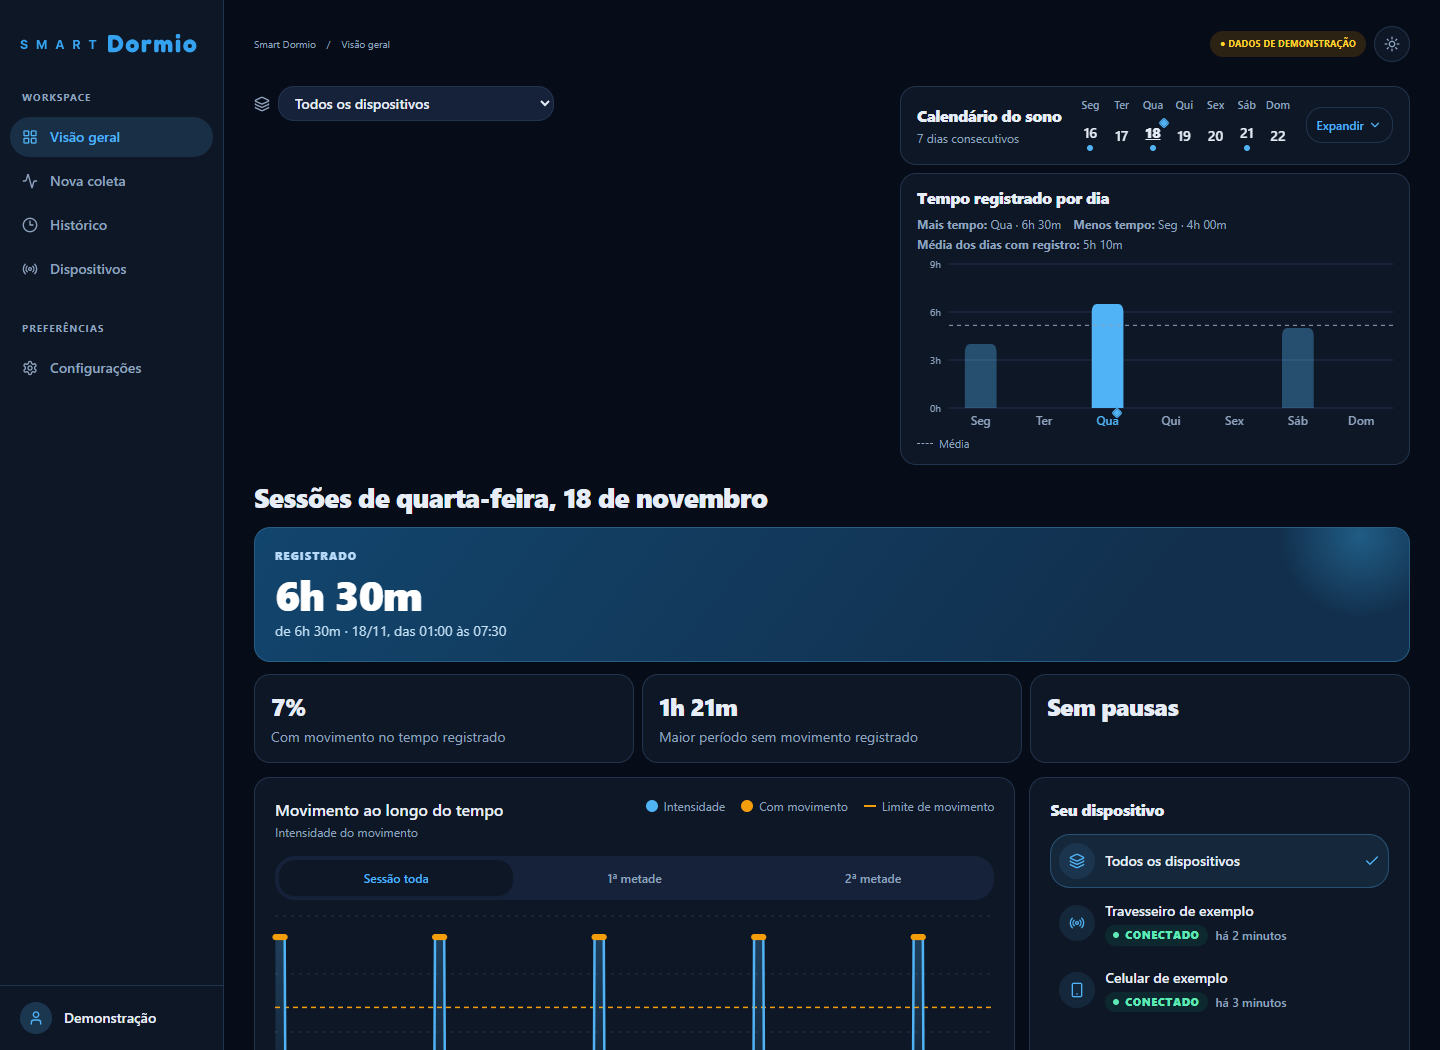 SMART Dormio
WORKSPACE
Visão geral
Nova coleta
Histórico
Dispositivos
PREFERÊNCIAS
Configurações
Demonstração
Smart Dormio / Visão geral
DADOS DE DEMONSTRAÇÃO
Todos os dispositivos
Calendário do sono
7 dias consecutivos
Seg Ter Qua Qui Sex Sáb Dom
16 17 18 19 20 21 22
Expandir
Tempo registrado por dia
Mais tempo: Qua · 6h 30m Menos tempo: Seg · 4h 00m
Média dos dias com registro: 5h 10m
9h
6h
3h
0h
Seg Ter Qua Qui Sex Sáb Dom
Média
Sessões de quarta-feira, 18 de novembro
REGISTRADO
6h 30m
de 6h 30m · 18/11, das 01:00 às 07:30
7%
Com movimento no tempo registrado
1h 21m
Maior período sem movimento registrado
Sem pausas
Movimento ao longo do tempo
Intensidade do movimento
Intensidade Com movimento Limite de movimento
Sessão toda 1ª metade 2ª metade
Seu dispositivo
Todos os dispositivos
Travesseiro de exemplo
CONECTADO há 2 minutos
Celular de exemplo
CONECTADO há 3 minutos